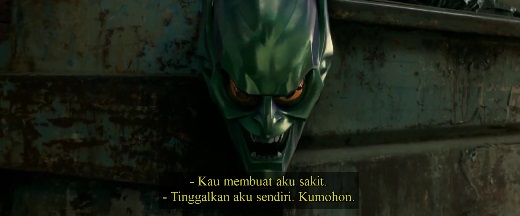 - Kau membuat aku sakit.
- Tinggalkan aku sendiri. Kumohon.